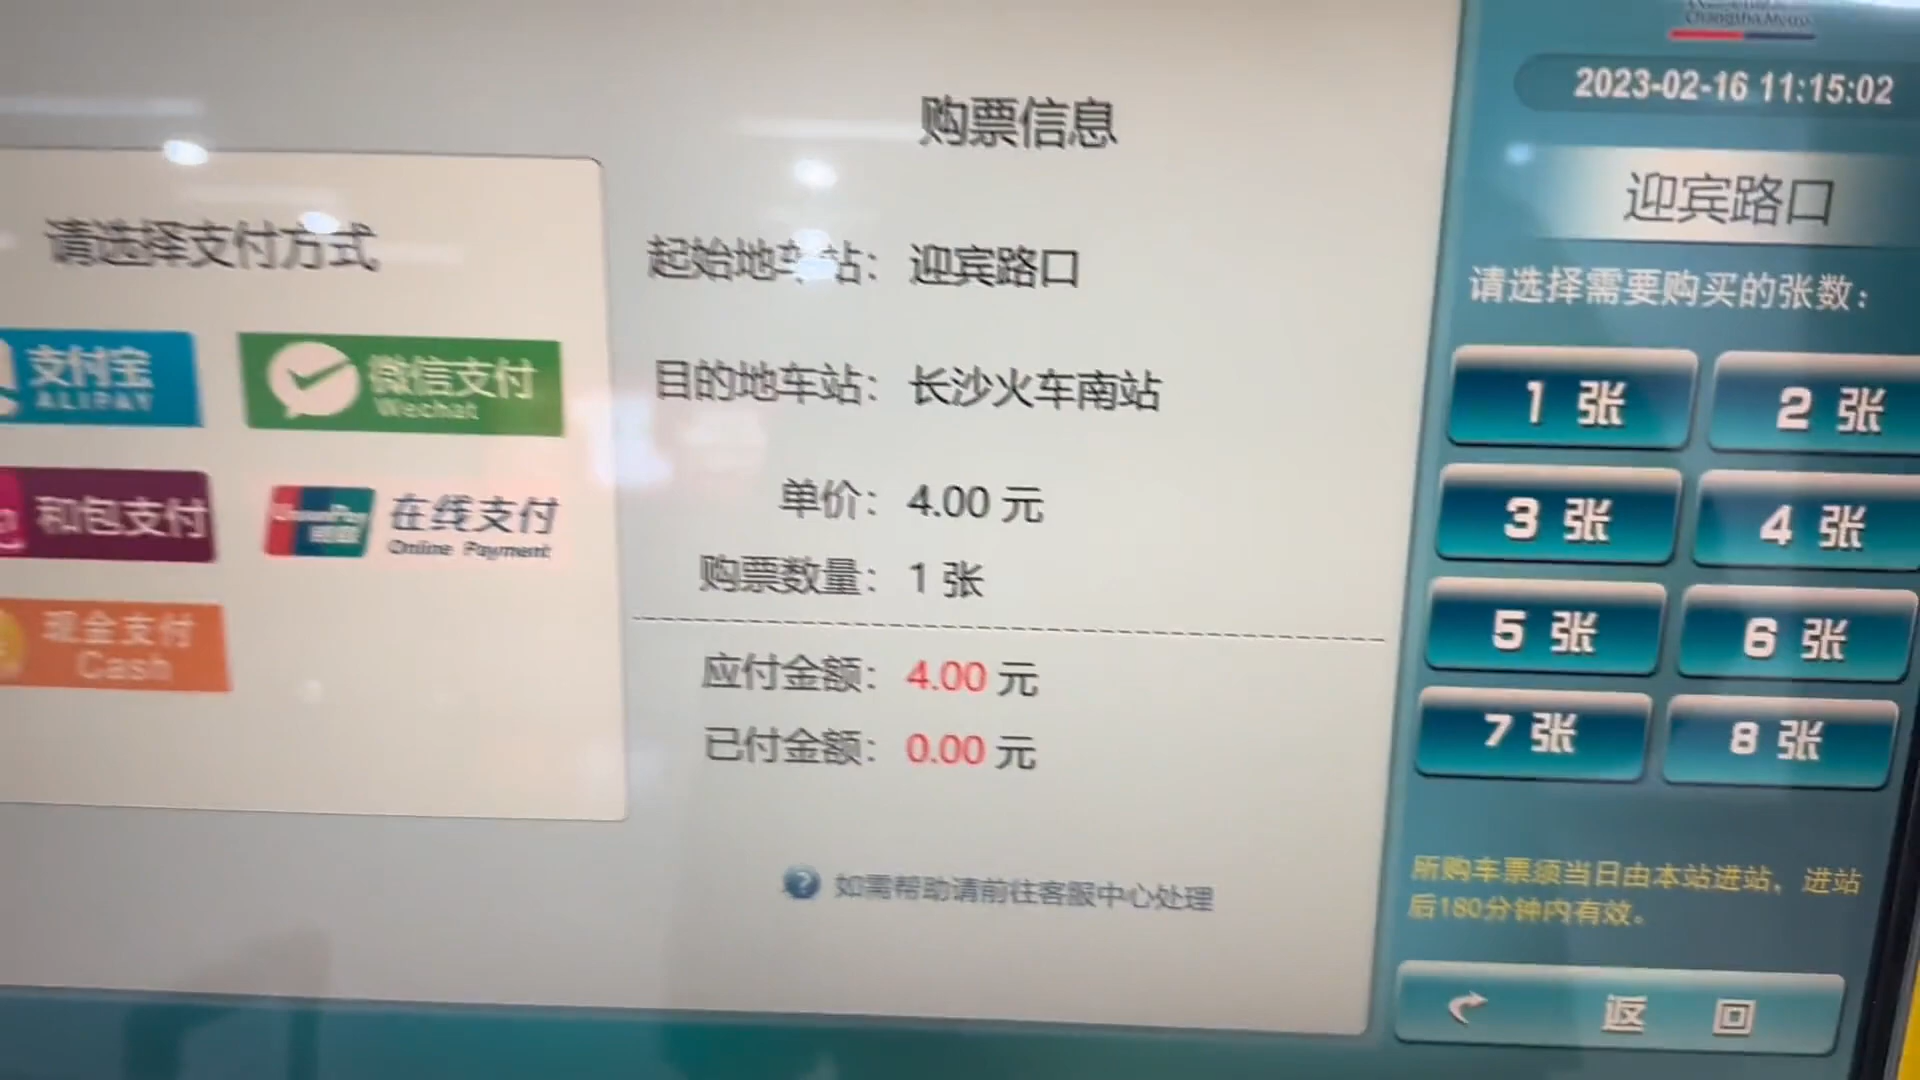 请选择支付方式
支付宝
ALIPAY
微信支付
Wechat
和包支付
在线支付
Online Payment
现金支付
Cash
购票信息
起始地车站：迎宾路口
目的地车站：长沙火车南站
单价：4.00 元
购票数量：1 张
应付金额：4.00 元
已付金额：0.00 元
如需帮助请前往客服中心处理
Changsha Metro
2023-02-16 11:15:02
迎宾路口
请选择需要购买的张数：
1 张
2 张
3 张
4 张
5 张
6 张
7 张
8 张
所购车票须当日由本站进站，进站
后180分钟内有效。
返 回